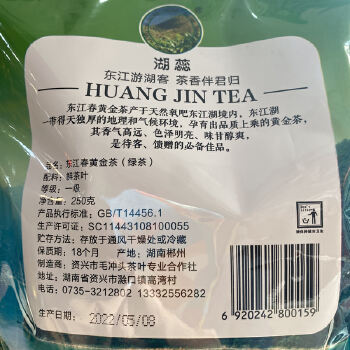 湖蕊
东江游湖客 茶香伴君归
HUANG JIN TEA
东江春黄金茶产于天然氧吧东江湖境内，东江湖
一带得天独厚的地理和气候环境，孕育出品质上乘的黄金茶，
其香气高远、色泽明亮、味甘醇爽，
是待客、馈赠的必备佳品。
品名：东江春黄金茶（绿茶）
配料：鲜茶叶
等级：一级
净含量：250克
产品执行标准：GB/T14456.1
生产许可证：SC11443108100055
贮存方法：存放于通风干燥处或冷藏
保质期：18个月 产地：湖南郴州
制造商：资兴市毛冲头茶叶专业合作社
地址：湖南省资兴市滁口镇高湾村
电话：0735-3212802 13332556282
生产日期：2022/05/08
6 920242 800159